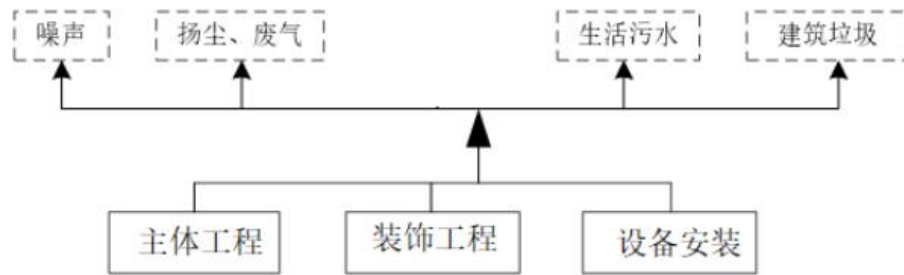 噪声
扬尘、废气
生活污水
建筑垃圾
主体工程
装饰工程
设备安装